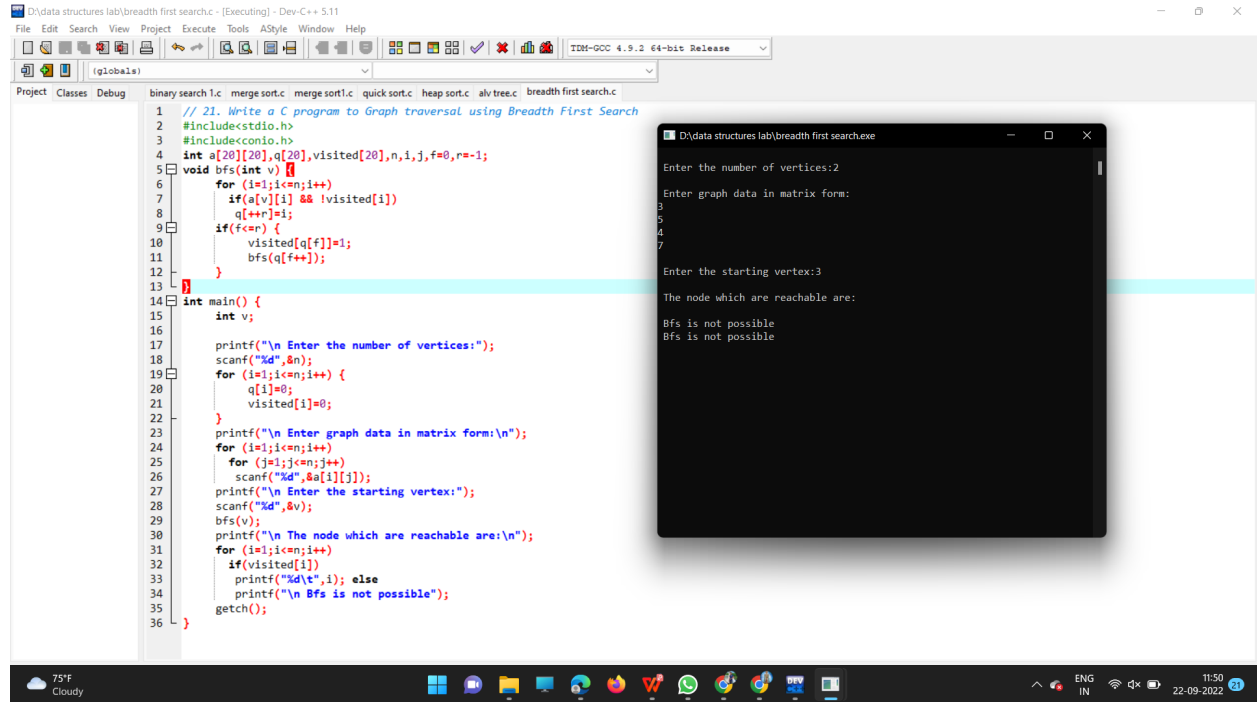 D:\data structures lab\breadth first search.c - [Executing] - Dev-C++ 5.11
File Edit Search View Project Execute Tools AStyle Window Help
TDM-GCC 4.9.2 64-bit Release
(globals)
Project Classes Debug
binary search 1.c merge sort.c merge sort1.c quick sort.c heap sort.c alv tree.c breadth first search.c
1 // 21. Write a C program to Graph traversal using Breadth First Search
2 #include<stdio.h>
3 #include<conio.h>
4 int a[20][20],q[20],visited[20],n,i,j,f=0,r=-1;
5 void bfs(int v) {
6 for (i=1;i<=n;i++)
7 if(a[v][i] && !visited[i])
8 q[++r]=i;
9 if(f<=r) {
10 visited[q[f]]=1;
11 bfs(q[f++]);
12 }
13 }
14 int main() {
15 int v;
16
17 printf("\n Enter the number of vertices:");
18 scanf("%d",&n);
19 for (i=1;i<=n;i++) {
20 q[i]=0;
21 visited[i]=0;
22 }
23 printf("\n Enter graph data in matrix form:\n");
24 for (i=1;i<=n;i++)
25 for (j=1;j<=n;j++)
26 scanf("%d",&a[i][j]);
27 printf("\n Enter the starting vertex:");
28 scanf("%d",&v);
29 bfs(v);
30 printf("\n The node which are reachable are:\n");
31 for (i=1;i<=n;i++)
32 if(visited[i])
33 printf("%d\t",i); else
34 printf("\n Bfs is not possible");
35 getch();
36 }
D:\data structures lab\breadth first search.exe
Enter the number of vertices:2
Enter graph data in matrix form:
3
5
4
7
Enter the starting vertex:3
The node which are reachable are:
Bfs is not possible
Bfs is not possible
75°F
Cloudy
DEV
ENG
IN
11:50
22-09-2022
21